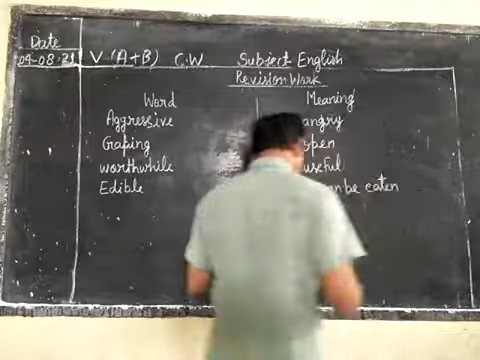 Date
09-08-21
V (A+B) C.W Subject- English
Revision Work
Word Meaning
Aggressive angry
Gaping open
worthwhile useful
Edible be eaten